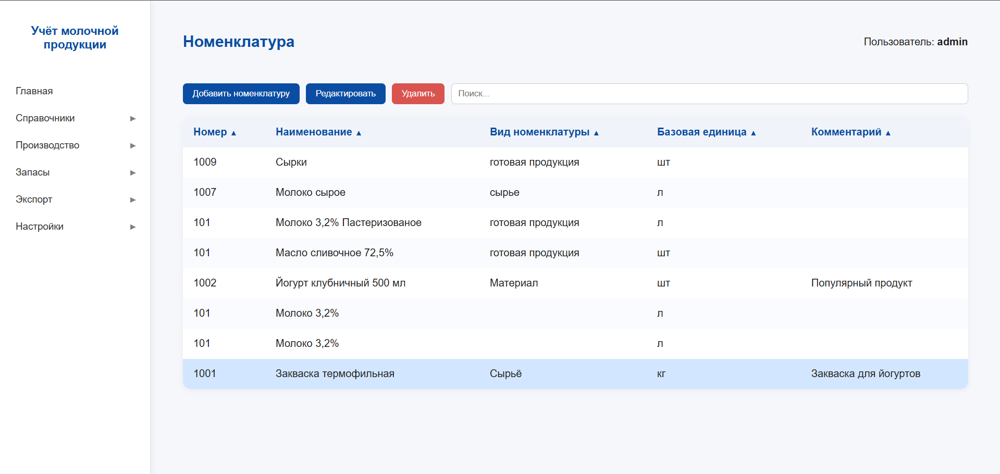 Учёт молочной
продукции
Главная
Справочники ▶
Производство ▶
Запасы ▶
Экспорт ▶
Настройки ▶
Номенклатура
Пользователь: admin
Добавить номенклатуру Редактировать Удалить Поиск...
Номер ▲ Наименование ▲ Вид номенклатуры ▲ Базовая единица ▲ Комментарий ▲
1009 Сырки готовая продукция шт
1007 Молоко сырое сырье л
101 Молоко 3,2% Пастеризованое готовая продукция л
101 Масло сливочное 72,5% готовая продукция шт
1002 Йогурт клубничный 500 мл Материал шт Популярный продукт
101 Молоко 3,2% л
101 Молоко 3,2% л
1001 Закваска термофильная Сырьё кг Закваска для йогуртов